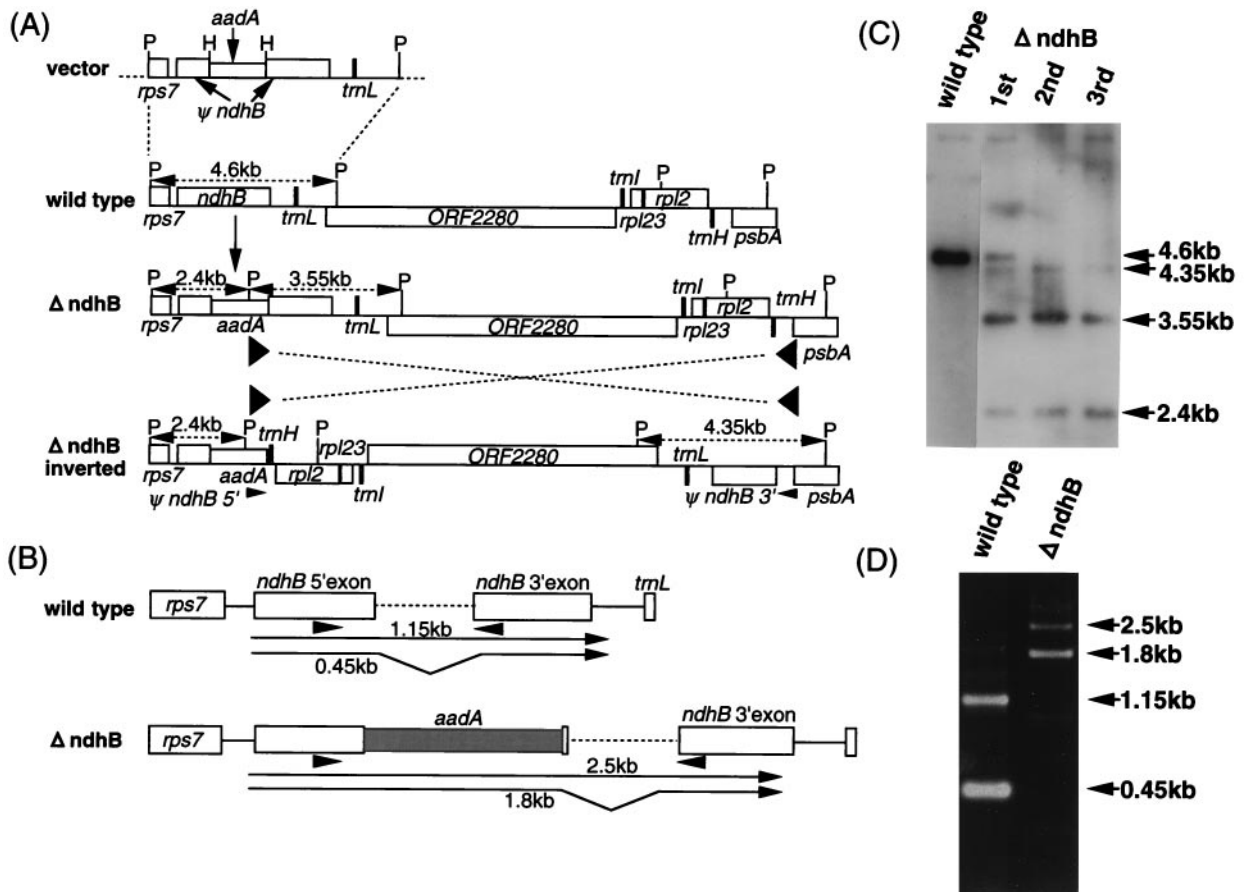 (A)
aadA
P H H P
vector
rps7 trnL
ψ ndhB
4.6kb
P P trnI P P
wild type
ndhB rpl2
rps7 trnL ORF2280 rpl23 trnH psbA
P 2.4kb P 3.55kb P trnI P trnH P
Δ ndhB
rpl2
rps7 aadA trnL ORF2280 rpl23 psbA
P 2.4kb P trnH P rpl23 P 4.35kb P
Δ ndhB
inverted
ORF2280 trnL
rps7 aadA rpl2 trnI psbA
ψ ndhB 5' ψ ndhB 3'
(B)
ndhB 5'exon ndhB 3'exon trnL
wild type
rps7
1.15kb
0.45kb
aadA ndhB 3'exon
Δ ndhB
rps7
2.5kb
1.8kb
(C)
wild type
Δ ndhB
1st 2nd 3rd
4.6kb
4.35kb
3.55kb
2.4kb
(D)
wild type
Δ ndhB
2.5kb
1.8kb
1.15kb
0.45kb